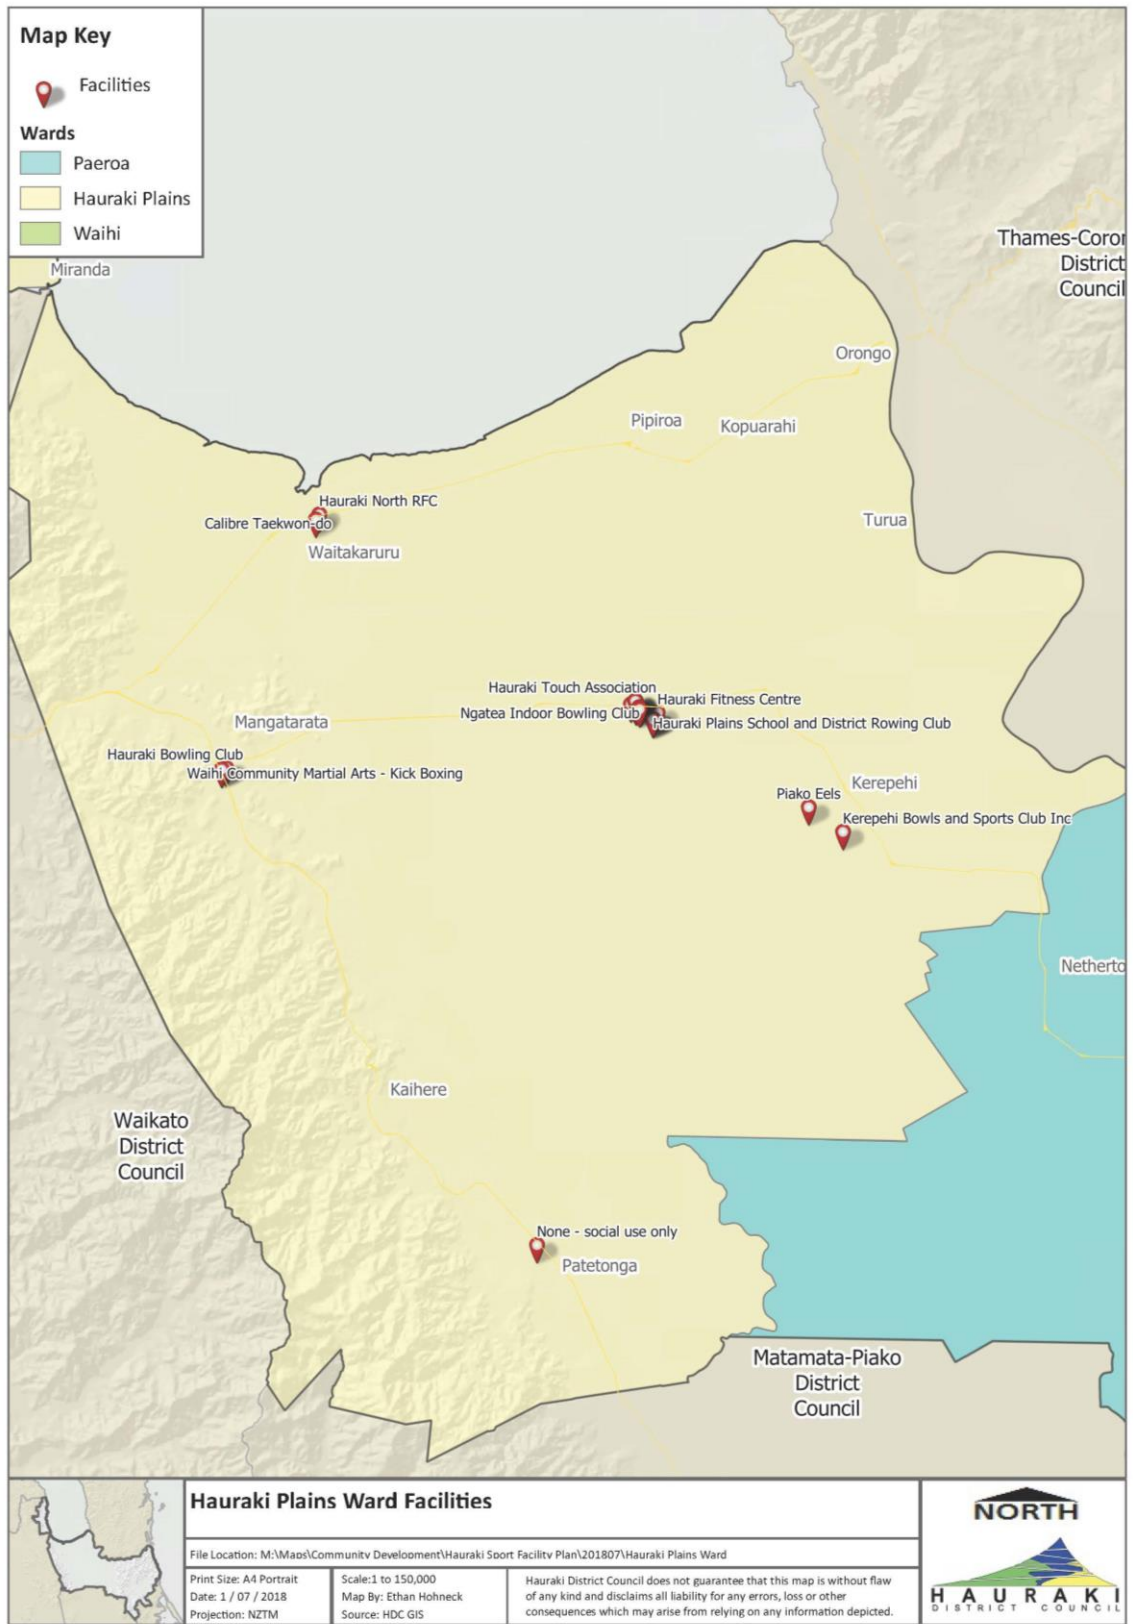 Map Key
Facilities
Wards
Paeroa
Hauraki Plains
Waihi
Miranda
Thames-Coror
District
Council
Orongo
Pipiroa
Kopuarahi
Hauraki North RFC
Calibre Taekwon-do
Turua
Waitakaruru
Hauraki Touch Association
Hauraki Fitness Centre
Ngatea Indoor Bowling Club
Hauraki Plains School and District Rowing Club
Mangatarata
Hauraki Bowling Club
Waihi Community Martial Arts - Kick Boxing
Kerepehi
Piako Eels
Kerepehi Bowls and Sports Club Inc
Netherto
Kaihere
Waikato
District
Council
None - social use only
Patetonga
Matamata-Piako
District
Council
Hauraki Plains Ward Facilities
File Location: M:\Maps\Community Development\Hauraki Sport Facility Plan\201807\Hauraki Plains Ward
Print Size: A4 Portrait
Date: 1 / 07 / 2018
Projection: NZTM
Scale:1 to 150,000
Map By: Ethan Hohneck
Source: HDC GIS
Hauraki District Council does not guarantee that this map is without flaw
of any kind and disclaims all liability for any errors, loss or other
consequences which may arise from relying on any information depicted.
NORTH
HAURAKI
DISTRICT COUNCIL